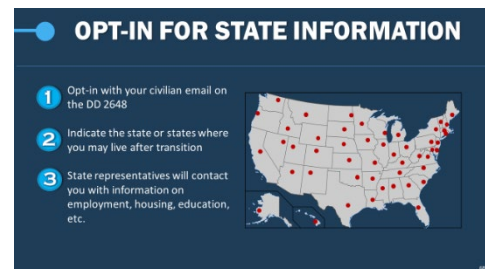 OPT-IN FOR STATE INFORMATION
1 Opt-in with your civilian email on
the DD 2648
2 Indicate the state or states where
you may live after transition
3 State representatives will contact
you with information on
employment, housing, education,
etc.